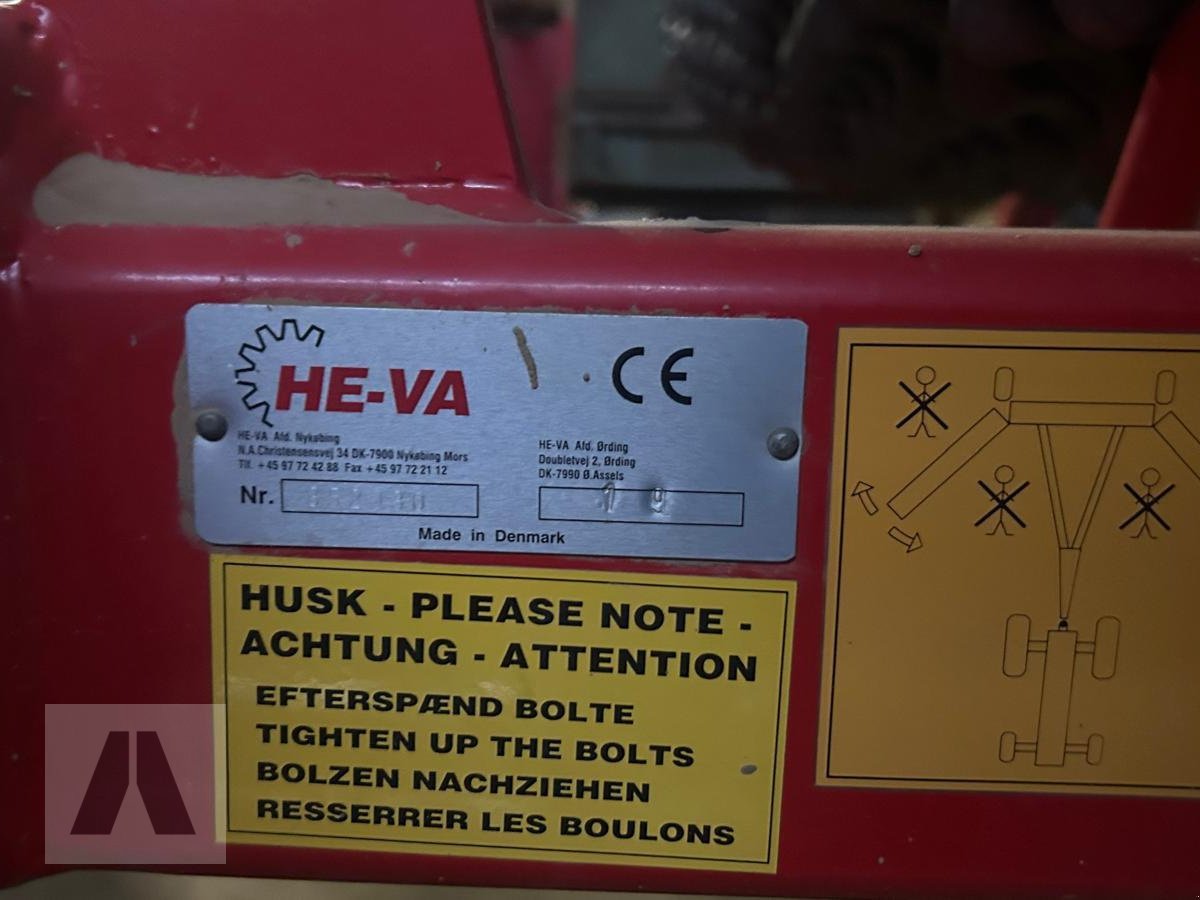 HE-VA
CE
HE-VA Afd. Nykøbing
N.A.Christensensvej 34 DK-7900 Nykøbing Mors
Tlf. +45 97 72 42 88 Fax +45 97 72 21 12
HE-VA Afd. Ørding
Doubletvej 2, Ørding
DK-7990 Ø.Assels
Nr.
Made in Denmark
HUSK - PLEASE NOTE -
ACHTUNG - ATTENTION
EFTERSPÆND BOLTE
TIGHTEN UP THE BOLTS
BOLZEN NACHZIEHEN
RESSERRER LES BOULONS